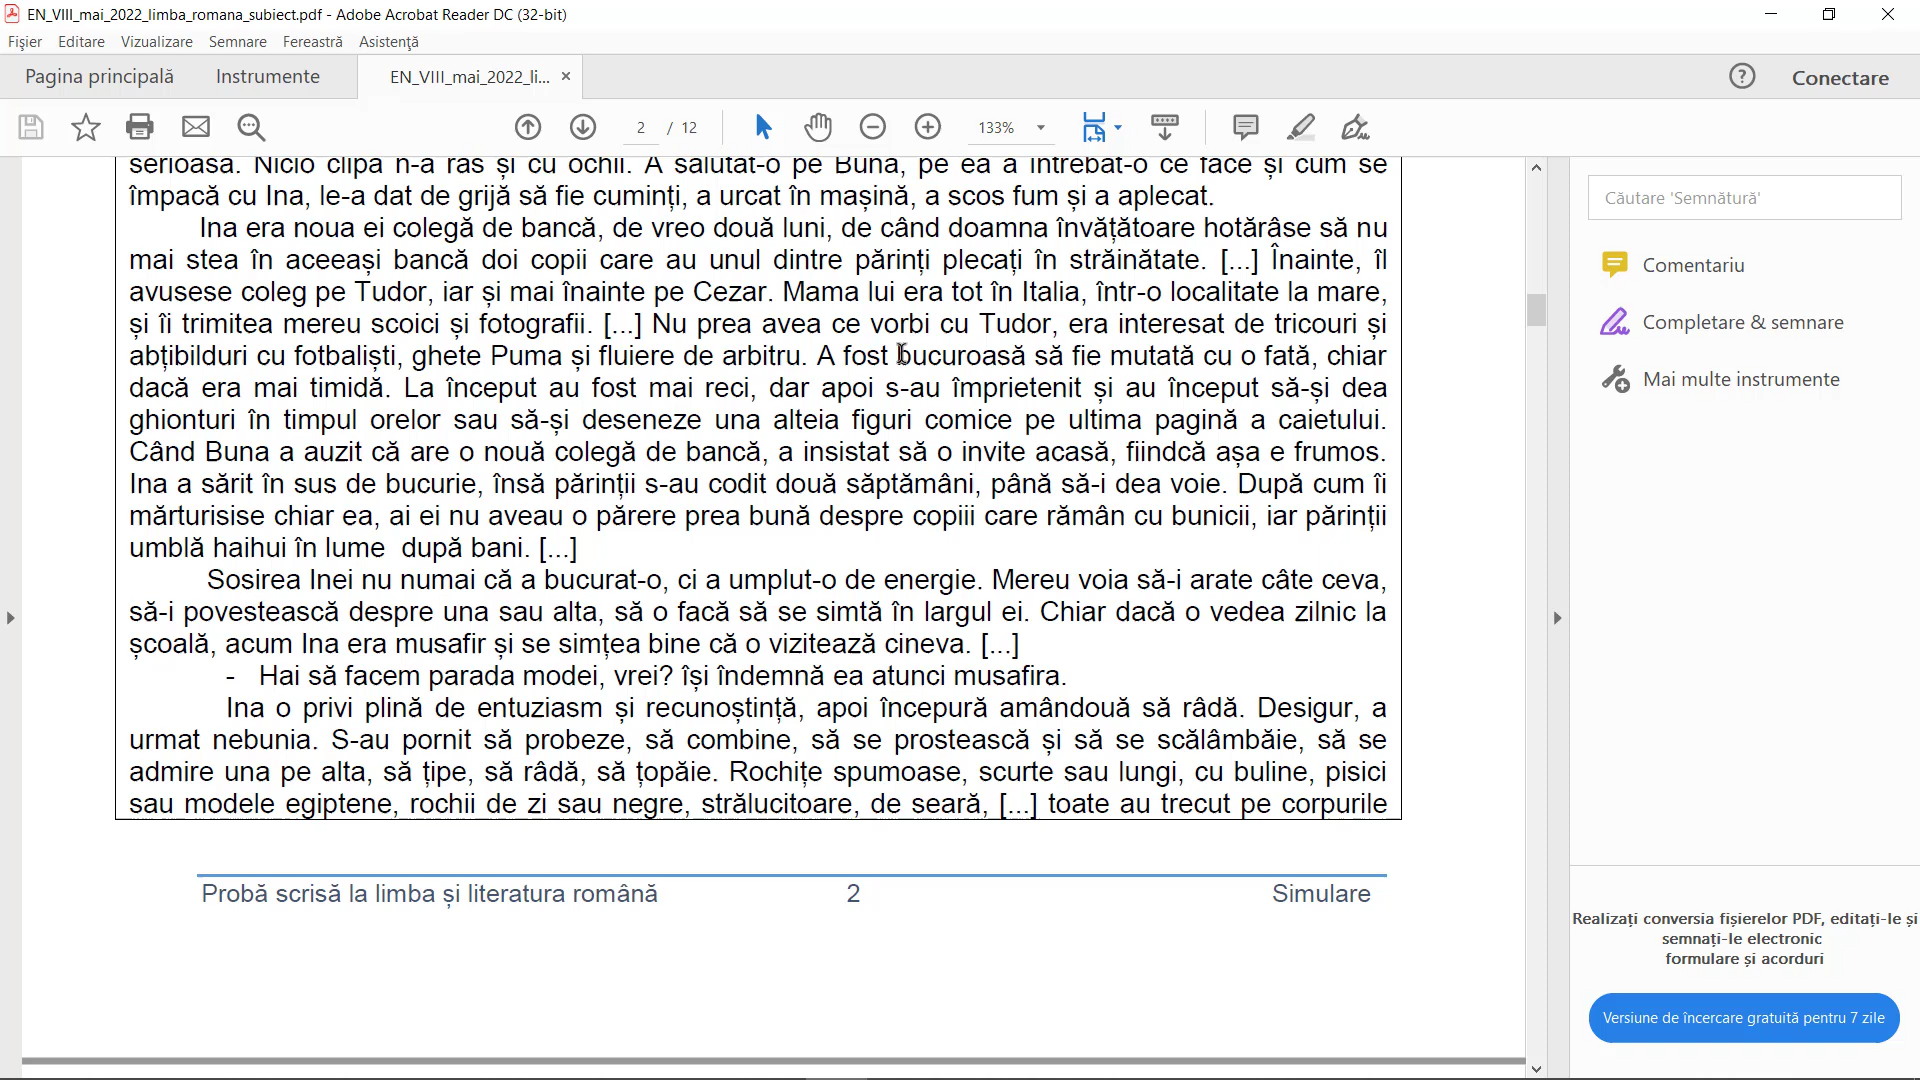 EN_VIII_mai_2022_limba_romana_subiect.pdf - Adobe Acrobat Reader DC (32-bit)
Fișier Editare Vizualizare Semnare Fereastră Asistență
Pagina principală Instrumente EN_VIII_mai_2022_li... × Conectare
2 / 12 133%
serioasă. Nicio clipă n-a râs și cu ochii. A salutat-o pe Buna, pe ea a întrebat-o ce face și cum se
împacă cu Ina, le-a dat de grijă să fie cuminți, a urcat în mașină, a scos fum și a aplecat.
Ina era noua ei colegă de bancă, de vreo două luni, de când doamna învățătoare hotărâse să nu
mai stea în aceeași bancă doi copii care au unul dintre părinți plecați în străinătate. [...] Înainte, îl
avusese coleg pe Tudor, iar și mai înainte pe Cezar. Mama lui era tot în Italia, într-o localitate la mare,
și îi trimitea mereu scoici și fotografii. [...] Nu prea avea ce vorbi cu Tudor, era interesat de tricouri și
abțibilduri cu fotbaliști, ghete Puma și fluiere de arbitru. A fost bucuroasă să fie mutată cu o fată, chiar
dacă era mai timidă. La început au fost mai reci, dar apoi s-au împrietenit și au început să-și dea
ghionturi în timpul orelor sau să-și deseneze una alteia figuri comice pe ultima pagină a caietului.
Când Buna a auzit că are o nouă colegă de bancă, a insistat să o invite acasă, fiindcă așa e frumos.
Ina a sărit în sus de bucurie, însă părinții s-au codit două săptămâni, până să-i dea voie. După cum îi
mărturisise chiar ea, ai ei nu aveau o părere prea bună despre copiii care rămân cu bunicii, iar părinții
umblă haihui în lume  după bani. [...]
Sosirea Inei nu numai că a bucurat-o, ci a umplut-o de energie. Mereu voia să-i arate câte ceva,
să-i povestească despre una sau alta, să o facă să se simtă în largul ei. Chiar dacă o vedea zilnic la
școală, acum Ina era musafir și se simțea bine că o vizitează cineva. [...]
- Hai să facem parada modei, vrei? își îndemnă ea atunci musafira.
Ina o privi plină de entuziasm și recunoștință, apoi începură amândouă să râdă. Desigur, a
urmat nebunia. S-au pornit să probeze, să combine, să se prostească și să se scălâmbăie, să se
admire una pe alta, să țipe, să râdă, să țopăie. Rochițe spumoase, scurte sau lungi, cu buline, pisici
sau modele egiptene, rochii de zi sau negre, strălucitoare, de seară, [...] toate au trecut pe corpurile
Probă scrisă la limba și literatura română 2 Simulare
Căutare 'Semnătură'
Comentariu
Completare & semnare
Mai multe instrumente
Realizați conversia fișierelor PDF, editați-le și
semnați-le electronic
formulare și acorduri
Versiune de încercare gratuită pentru 7 zile